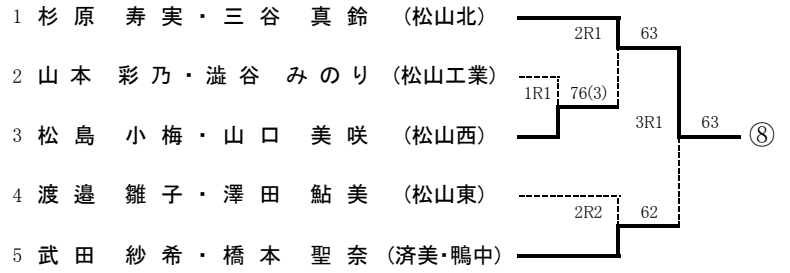 1 杉原 寿実・三谷 真鈴 (松山北)
2R1 63
2 山本 彩乃・澁谷 みのり (松山工業)
1R1 76(3)
3 松島 小梅・山口 美咲 (松山西)
3R1 63 ⑧
4 渡邉 雛子・澤田 鮎美 (松山東)
2R2 62
5 武田 紗希・橋本 聖奈 (済美・鴨中)